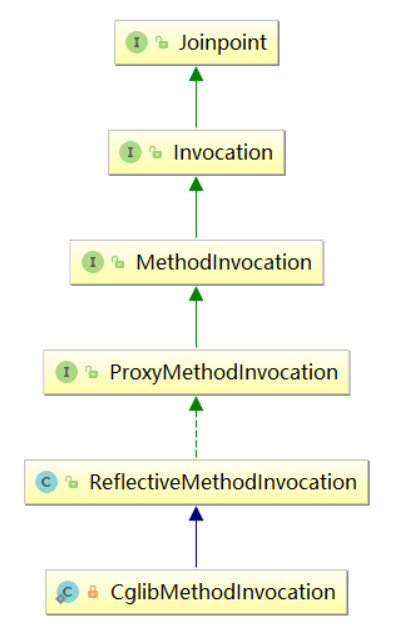 I Joinpoint
I Invocation
I MethodInvocation
I ProxyMethodInvocation
C ReflectiveMethodInvocation
C CglibMethodInvocation